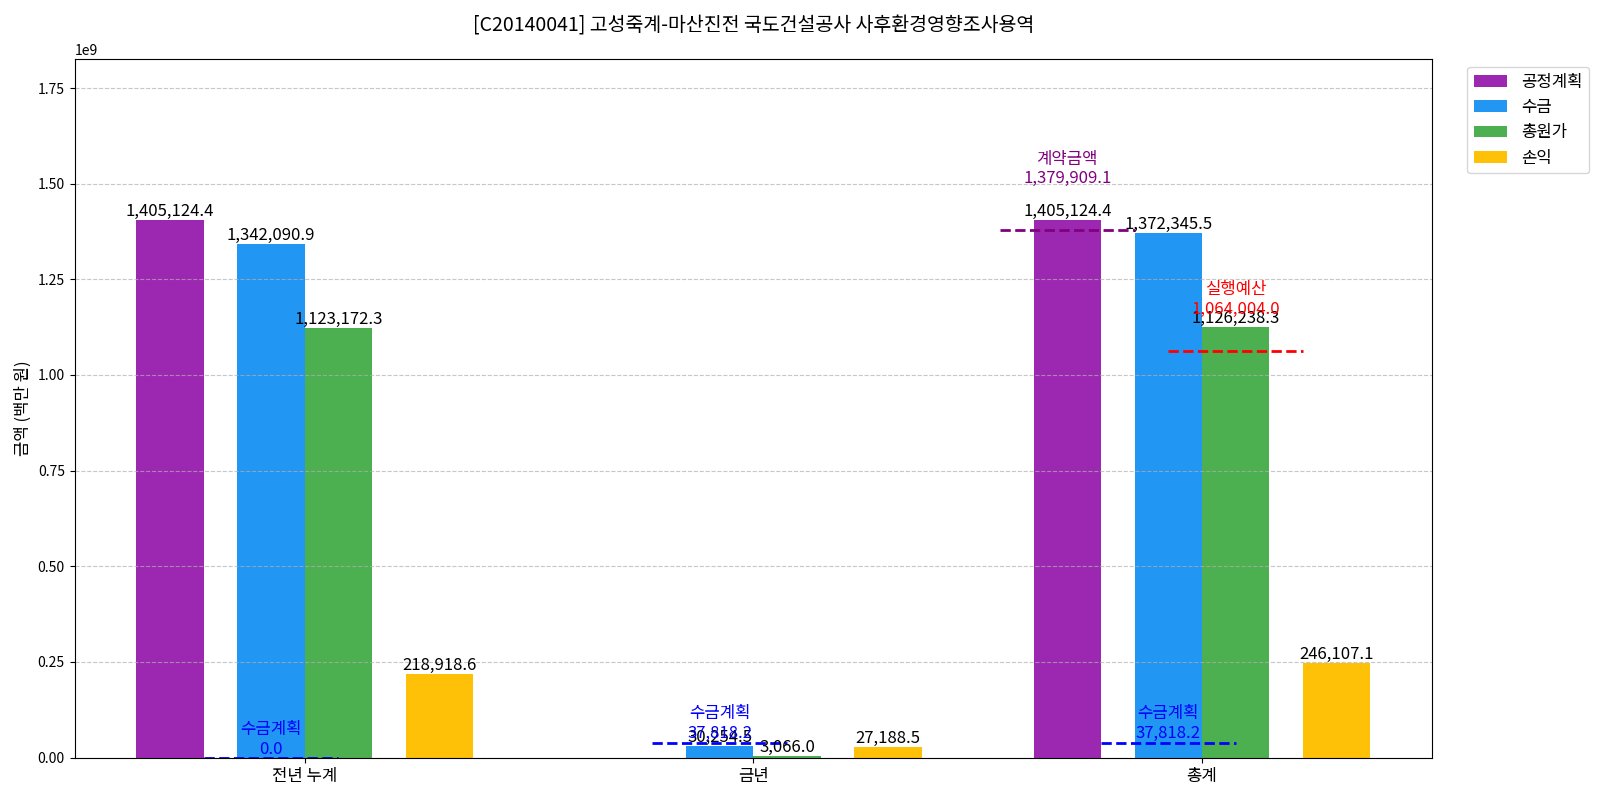 [C20140041] 고성죽계-마산진전 국도건설공사 사후환경영향조사용역
1e9
금액 (백만 원)
1.75
1.50
1.25
1.00
0.75
0.50
0.25
0.00
공정계획
수금
총원가
손익
계약금액
1,379,909.1
1,405,124.4
1,342,090.9
1,123,172.3
218,918.6
수금계획
0.0
수금계획
37,818.2
30,254.5
3,066.0
27,188.5
1,405,124.4
1,372,345.5
실행예산
1,064,004.0
1,126,238.3
246,107.1
수금계획
37,818.2
전년 누계
금년
총계